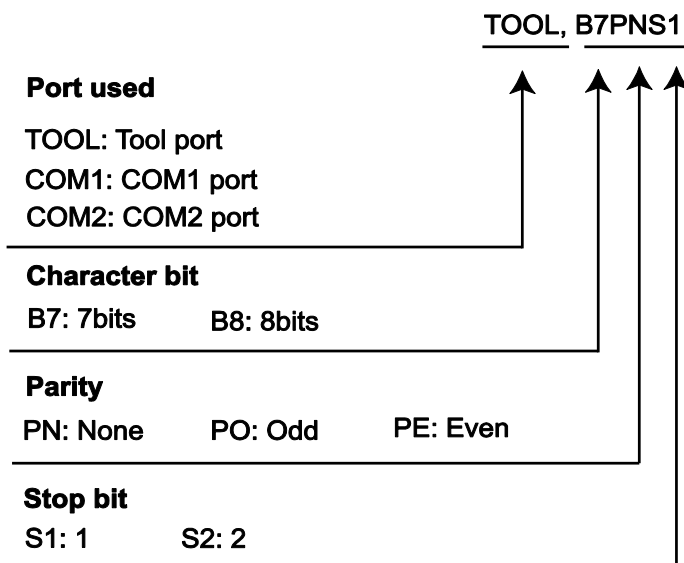 TOOL, B7PNS1
Port used
TOOL: Tool port
COM1: COM1 port
COM2: COM2 port
Character bit
B7: 7bits B8: 8bits
Parity
PN: None PO: Odd PE: Even
Stop bit
S1: 1 S2: 2